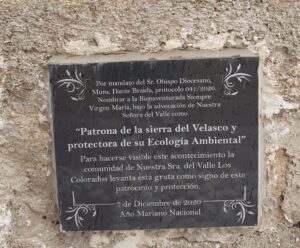 Por mandato del Sr. Obispo Diocesano,
Mons. Dante Braida, protocolo 041/2020,
Nombrar a la Bienaventurada Siempre
Virgen María, bajo la advocación de Nuestra
Señora del Valle como
“Patrona de la sierra del Velasco y
protectora de su Ecología Ambiental”
Para hacerse visible este acontecimiento la
comunidad de Nuestra Sra. del Valle Los
Colorados levanta esta gruta como signo de este
patrocinio y protección.
7 de Diciembre de 2020
Año Mariano Nacional